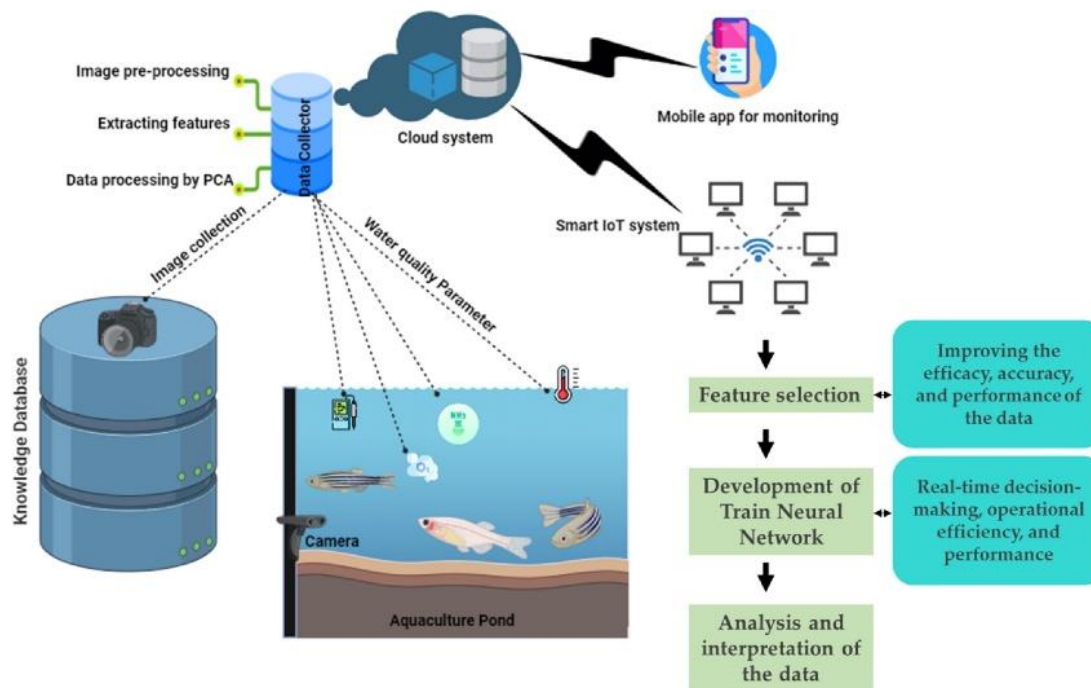 Image pre-processing
Extracting features
Data processing by PCA
Data Collector
Cloud system
Mobile app for monitoring
Smart IoT system
Image collection
Water quality Parameter
Knowledge Database
Camera
Aquaculture Pond
Feature selection
Improving the
efficacy, accuracy,
and performance of
the data
Development of
Train Neural
Network
Real-time decision-
making, operational
efficiency, and
performance
Analysis and
interpretation of
the data